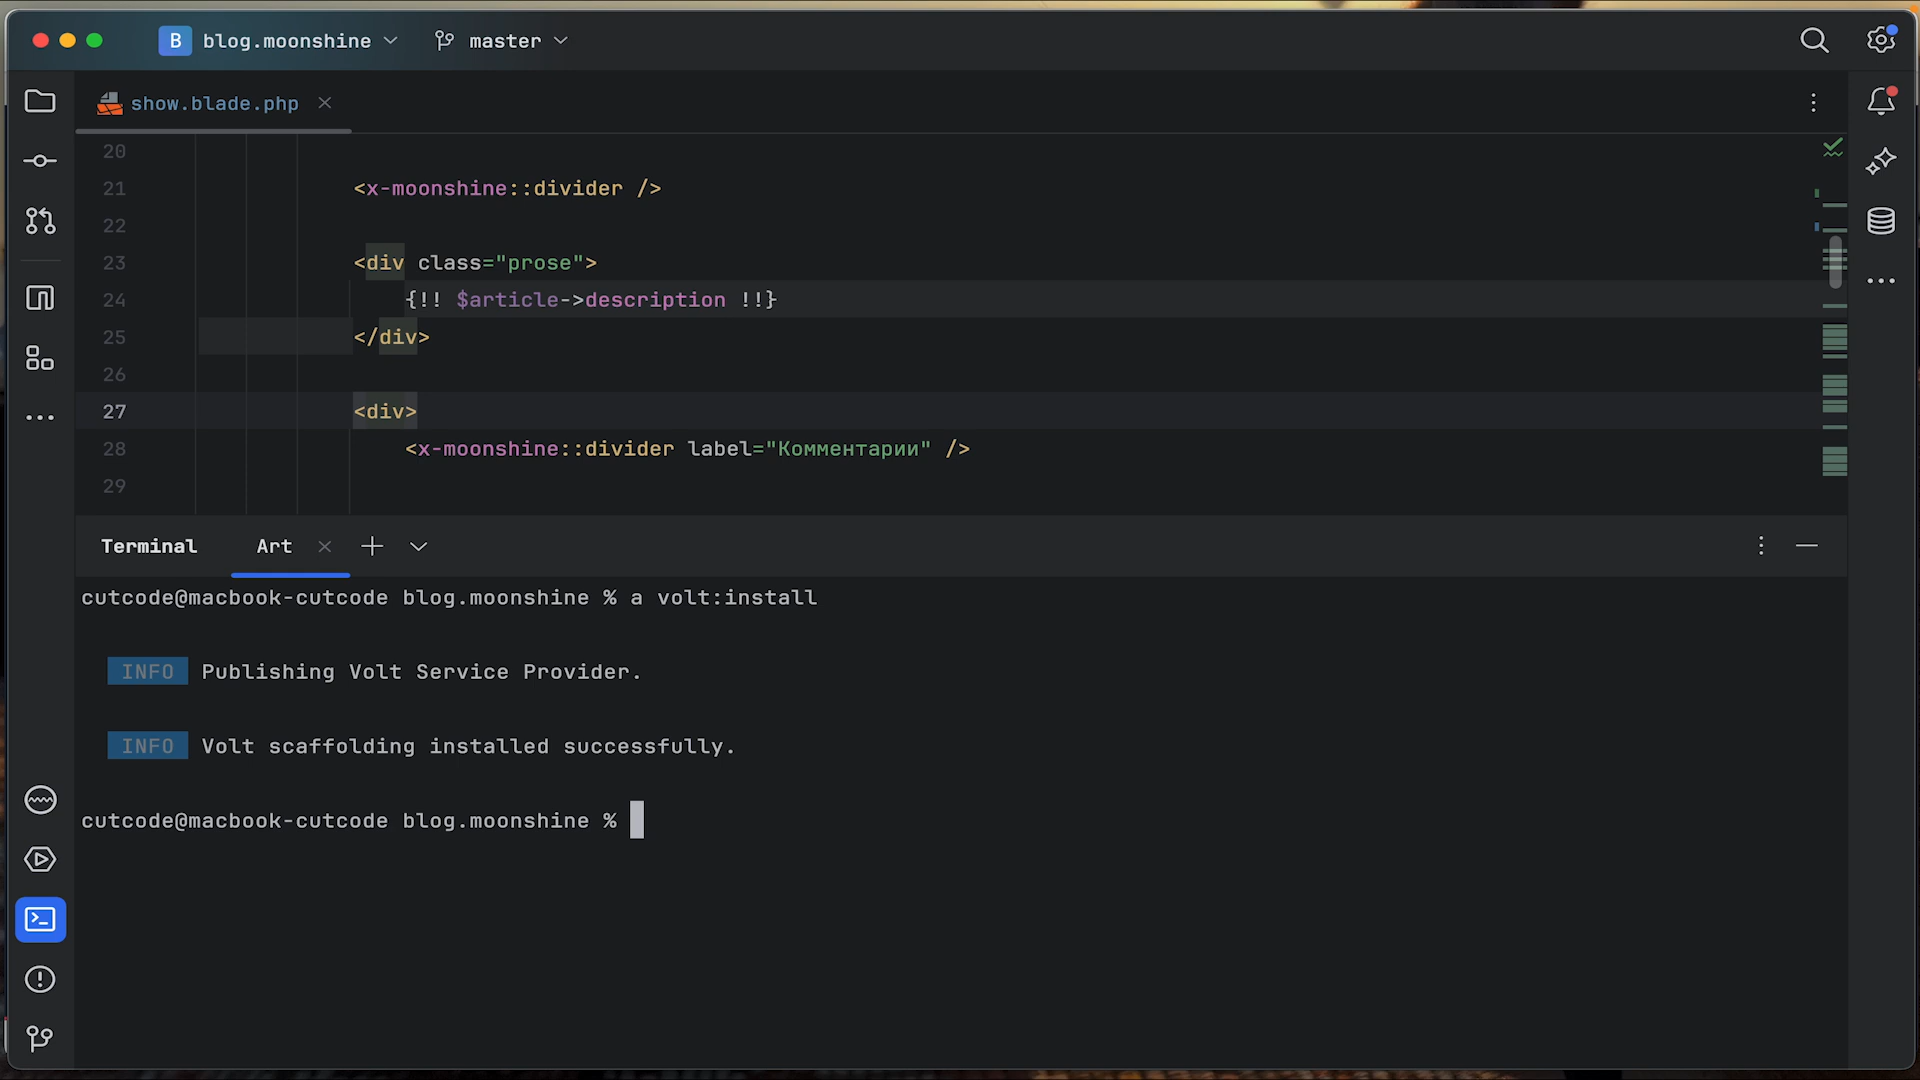 B blog.moonshine master
show.blade.php
20
21 <x-moonshine::divider />
22
23 <div class="prose">
24 {!! $article->description !!}
25 </div>
26
27 <div>
28 <x-moonshine::divider label="Комментарии" />
29
Terminal Art
cutcode@macbook-cutcode blog.moonshine % a volt:install
INFO Publishing Volt Service Provider.
INFO Volt scaffolding installed successfully.
cutcode@macbook-cutcode blog.moonshine %